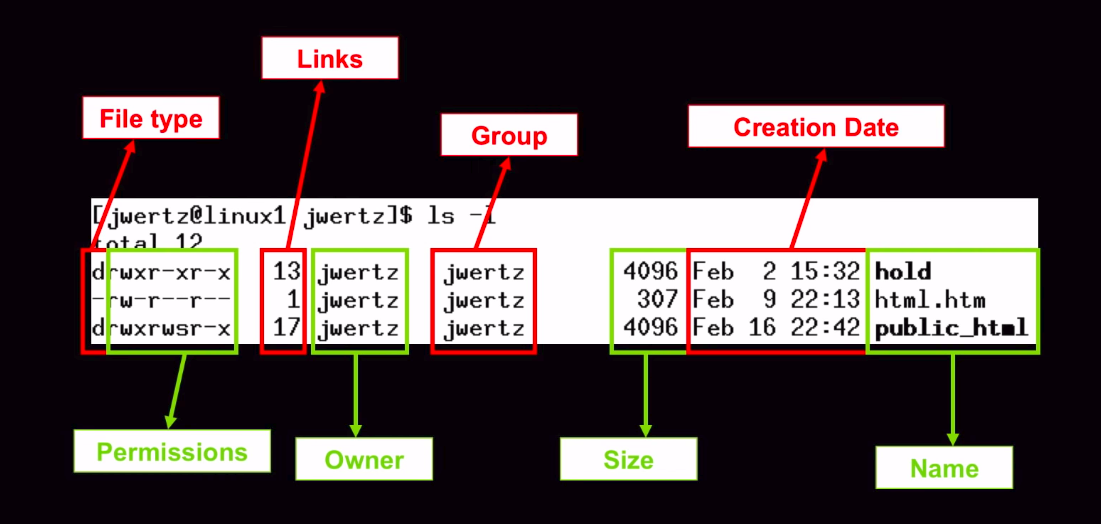 Links
File type
Group
Creation Date
[jwertz@linux1 jwertz]$ ls -l
total 12
drwxr-xr-x 13 jwertz jwertz 4096 Feb 2 15:32 hold
-rw-r--r-- 1 jwertz jwertz 307 Feb 9 22:13 html.htm
drwxrwsr-x 17 jwertz jwertz 4096 Feb 16 22:42 public_html
Permissions
Owner
Size
Name